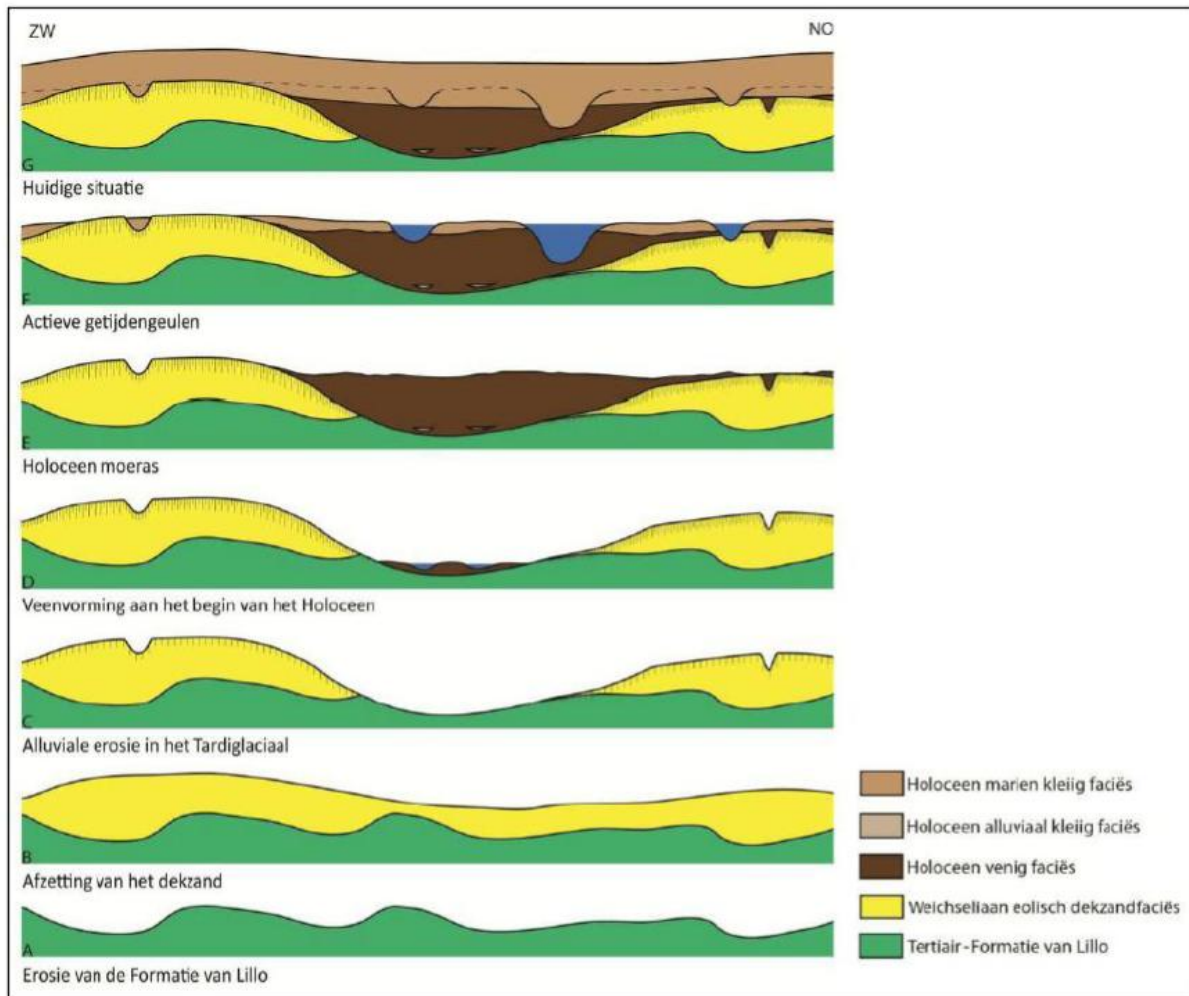 ZW
NO
G
Huidige situatie
F
Actieve getijdengeulen
E
Holoceen moeras
D
Veenvorming aan het begin van het Holoceen
C
Alluviale erosie in het Tardiglaciaal
B
Afzetting van het dekzand
A
Erosie van de Formatie van Lillo
Holoceen marien kleiig faciës
Holoceen alluviaal kleiig faciës
Holoceen venig faciës
Weichseliaan eolisch dekzandfaciës
Tertiair-Formatie van Lillo